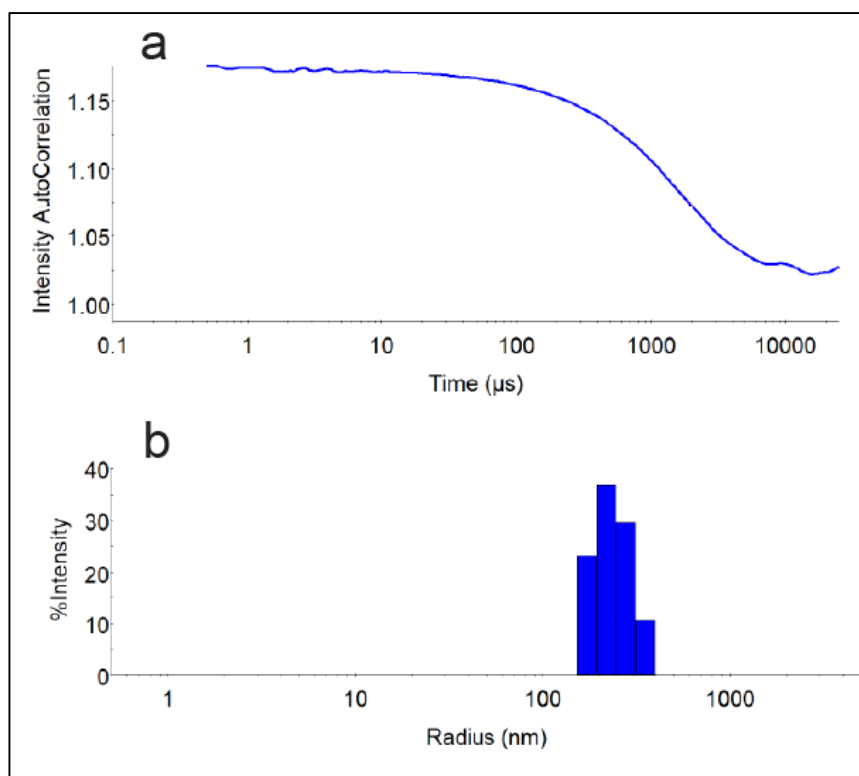 a
Intensity AutoCorrelation
1.15
1.10
1.05
1.00
0.1 1 10 100 1000 10000
Time (µs)
b
%Intensity
40
30
20
10
0
1 10 100 1000
Radius (nm)